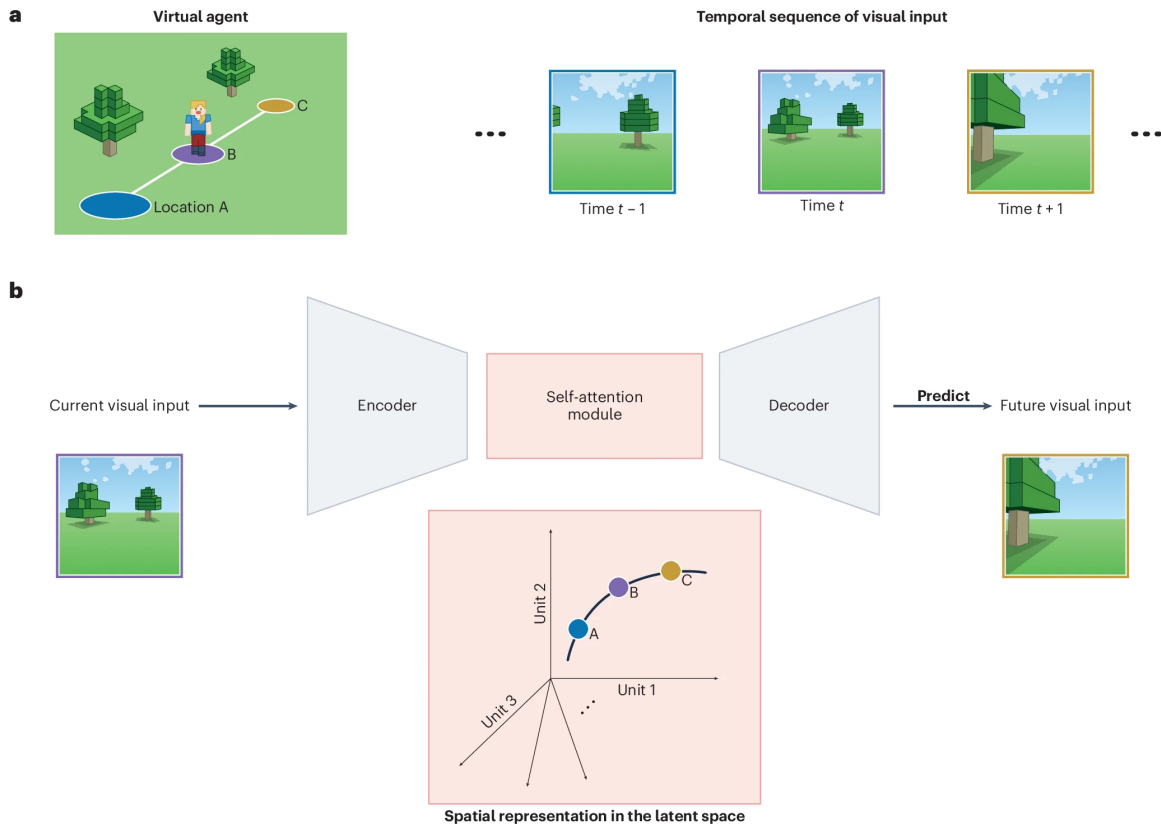 a
Virtual agent
Temporal sequence of visual input
C
B
Location A
Time t – 1
Time t
Time t + 1
b
Current visual input
Encoder
Self-attention
module
Decoder
Predict
Future visual input
Unit 2
A
B
C
Unit 1
Unit 3
Spatial representation in the latent space